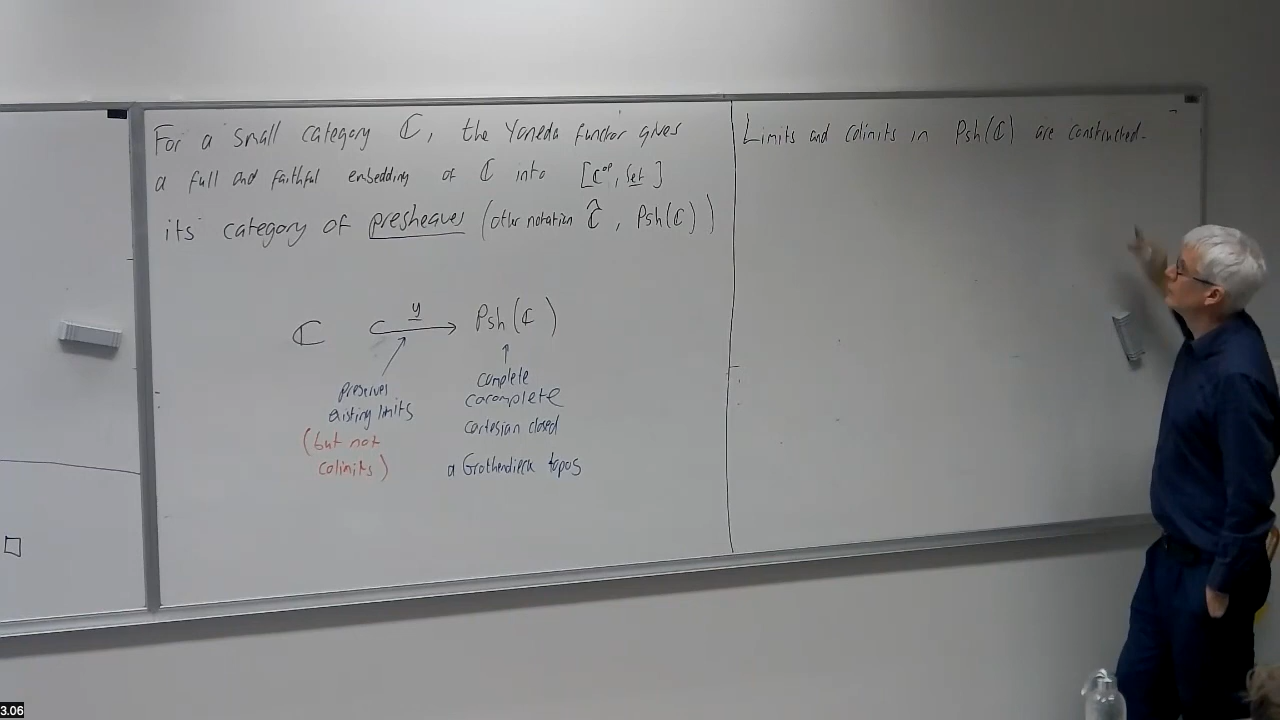 For a small category ℂ, the Yoneda functor gives
a full and faithful embedding of ℂ into [ℂᵒᵖ, Set]
its category of presheaves (other notation ℂ̂, Psh(ℂ))
ℂ ↪ y Psh(ℂ)
preserves
existing limits
(but not
colimits)
complete
cocomplete
cartesian closed
a Grothendieck topos
Limits and colimits in Psh(ℂ) are constructed
3.06